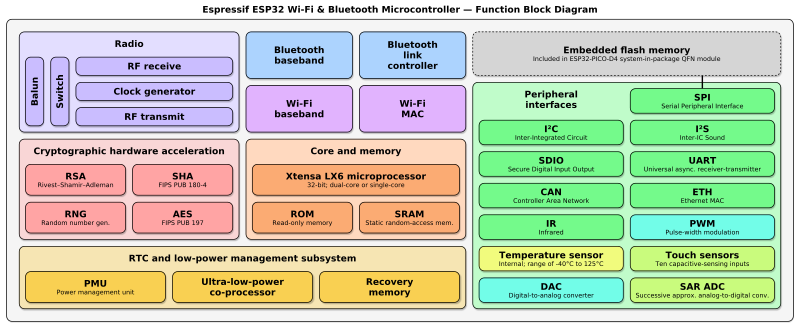 Espressif ESP32 Wi-Fi & Bluetooth Microcontroller — Function Block Diagram
Radio
Balun
Switch
RF receive
Clock generator
RF transmit
Bluetooth
baseband
Bluetooth
link
controller
Wi-Fi
baseband
Wi-Fi
MAC
Embedded flash memory
Included in ESP32-PICO-D4 system-in-package QFN module
Cryptographic hardware acceleration
RSA
Rivest-Shamir-Adleman
SHA
FIPS PUB 180-4
RNG
Random number gen.
AES
FIPS PUB 197
Core and memory
Xtensa LX6 microprocessor
32-bit; dual-core or single-core
ROM
Read-only memory
SRAM
Static random-access mem.
RTC and low-power management subsystem
PMU
Power management unit
Ultra-low-power
co-processor
Recovery
memory
Peripheral
interfaces
SPI
Serial Peripheral Interface
I²C
Inter-Integrated Circuit
I²S
Inter-IC Sound
SDIO
Secure Digital Input Output
UART
Universal async. receiver-transmitter
CAN
Controller Area Network
ETH
Ethernet MAC
IR
Infrared
PWM
Pulse-width modulation
Temperature sensor
Internal; range of -40°C to 125°C
Touch sensors
Ten capacitive-sensing inputs
DAC
Digital-to-analog converter
SAR ADC
Successive approx. analog-to-digital conv.